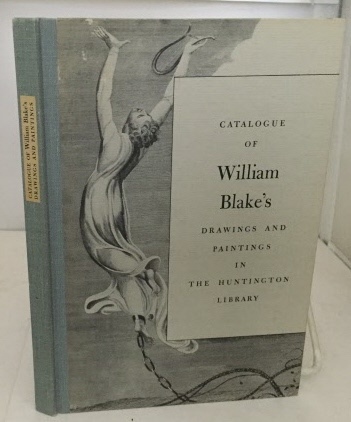 CATALOGUE OF William Blake's
DRAWINGS AND PAINTINGS
CATALOGUE
OF
William
Blake's
DRAWINGS AND
PAINTINGS
IN
THE HUNTINGTON
LIBRARY